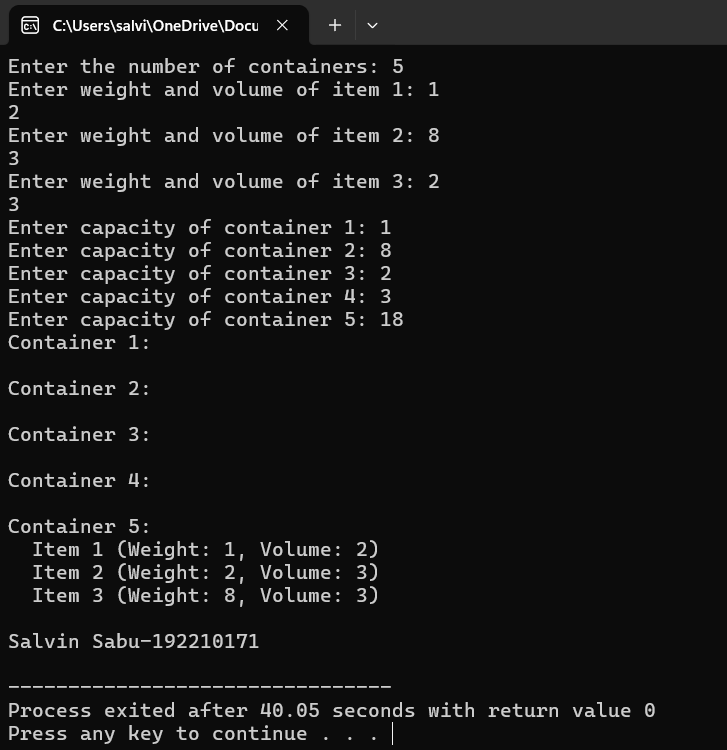 C:\Users\salvi\OneDrive\Docu
Enter the number of containers: 5
Enter weight and volume of item 1: 1
2
Enter weight and volume of item 2: 8
3
Enter weight and volume of item 3: 2
3
Enter capacity of container 1: 1
Enter capacity of container 2: 8
Enter capacity of container 3: 2
Enter capacity of container 4: 3
Enter capacity of container 5: 18
Container 1:
Container 2:
Container 3:
Container 4:
Container 5:
  Item 1 (Weight: 1, Volume: 2)
  Item 2 (Weight: 2, Volume: 3)
  Item 3 (Weight: 8, Volume: 3)
Salvin Sabu-192210171
--------------------------------
Process exited after 40.05 seconds with return value 0
Press any key to continue . . .